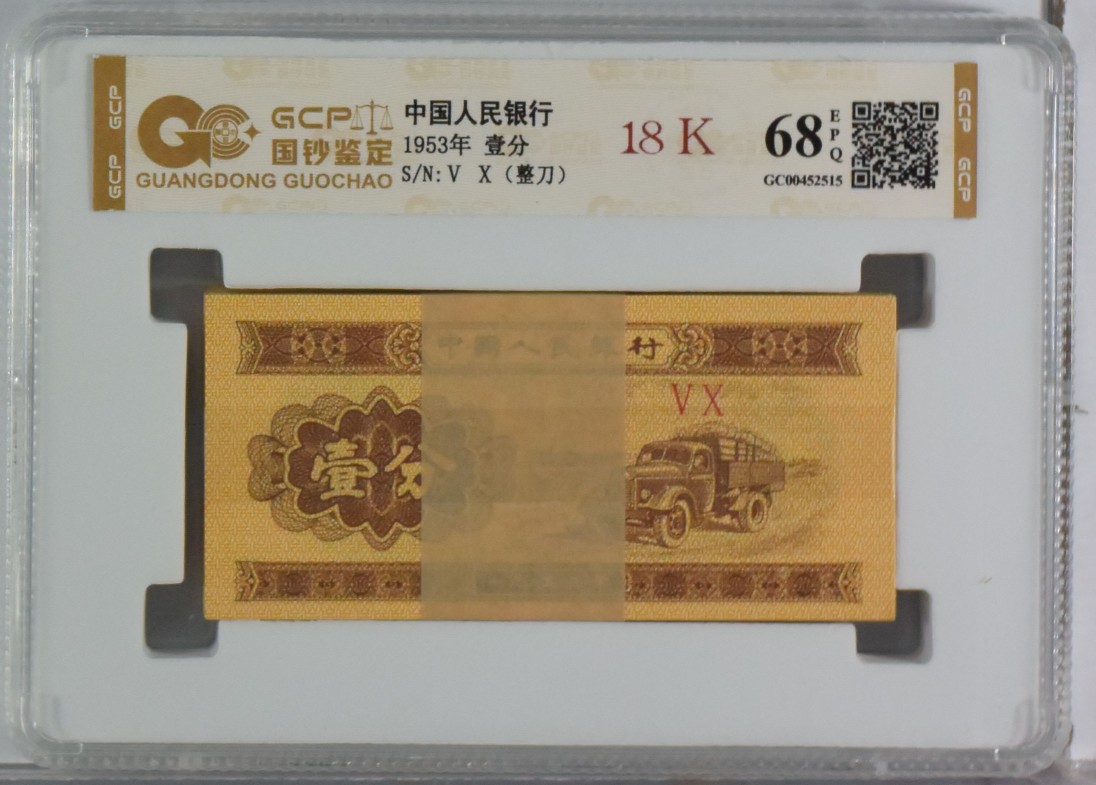 GCP GCP
GCP 中国人民银行
国钞鉴定 1953年 壹分 18 K 68 EPQ
GUANGDONG GUOCHAO S/N: V X (整刀) GC00452515
GCP GCP
中国人民银行
V X
壹分